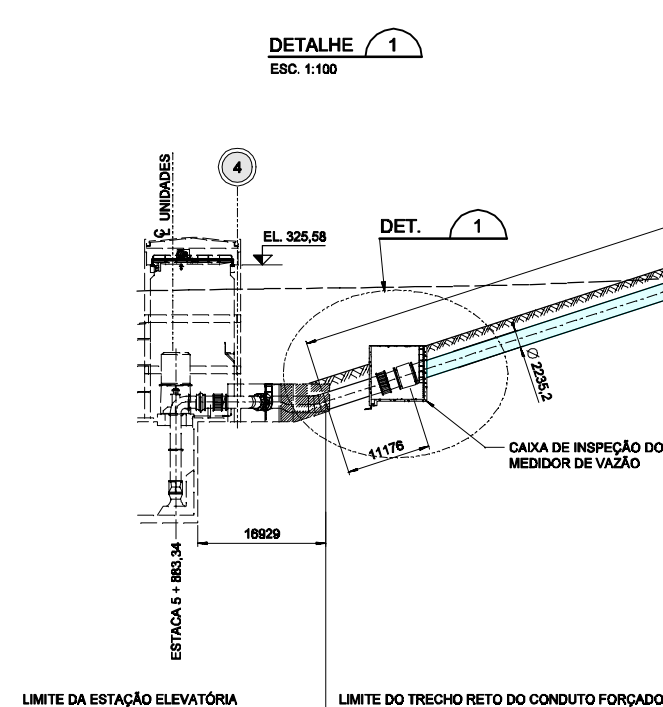 DETALHE 1
ESC. 1:100
4
℄ UNIDADES
EL. 325,58
DET. 1
Ø 2235,2
11176
CAIXA DE INSPEÇÃO DO
MEDIDOR DE VAZÃO
16929
ESTACA 5 + 883,34
LIMITE DA ESTAÇÃO ELEVATÓRIA
LIMITE DO TRECHO RETO DO CONDUTO FORÇADO